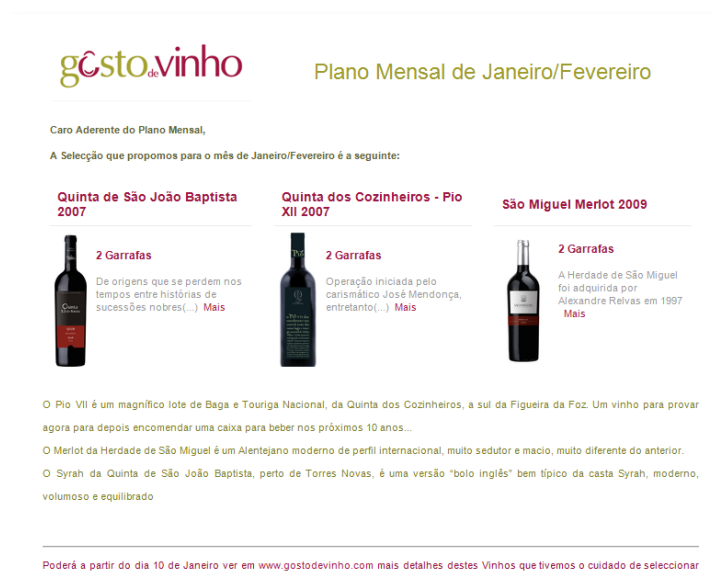 gôsto de vinho
Plano Mensal de Janeiro/Fevereiro
Caro Aderente do Plano Mensal,
A Selecção que propomos para o mês de Janeiro/Fevereiro é a seguinte:
Quinta de São João Baptista
2007
2 Garrafas
De origens que se perdem nos
tempos entre histórias de
sucessões nobres(...) Mais
Quinta dos Cozinheiros - Pio
XII 2007
2 Garrafas
Operação iniciada pelo
carismático José Mendonça,
entretanto(...) Mais
São Miguel Merlot 2009
2 Garrafas
A Herdade de São Miguel
foi adquirida por
Alexandre Relvas em 1997
Mais
O Pio VII é um magnífico lote de Baga e Touriga Nacional, da Quinta dos Cozinheiros, a sul da Figueira da Foz. Um vinho para provar
agora para depois encomendar uma caixa para beber nos próximos 10 anos...
O Merlot da Herdade de São Miguel é um Alentejano moderno de perfil internacional, muito sedutor e macio, muito diferente do anterior.
O Syrah da Quinta de São João Baptista, perto de Torres Novas, é uma versão "bolo inglês" bem típico da casta Syrah, moderno,
volumoso e equilibrado
Poderá a partir do dia 10 de Janeiro ver em www.gostodevinho.com mais detalhes destes Vinhos que tivemos o cuidado de seleccionar